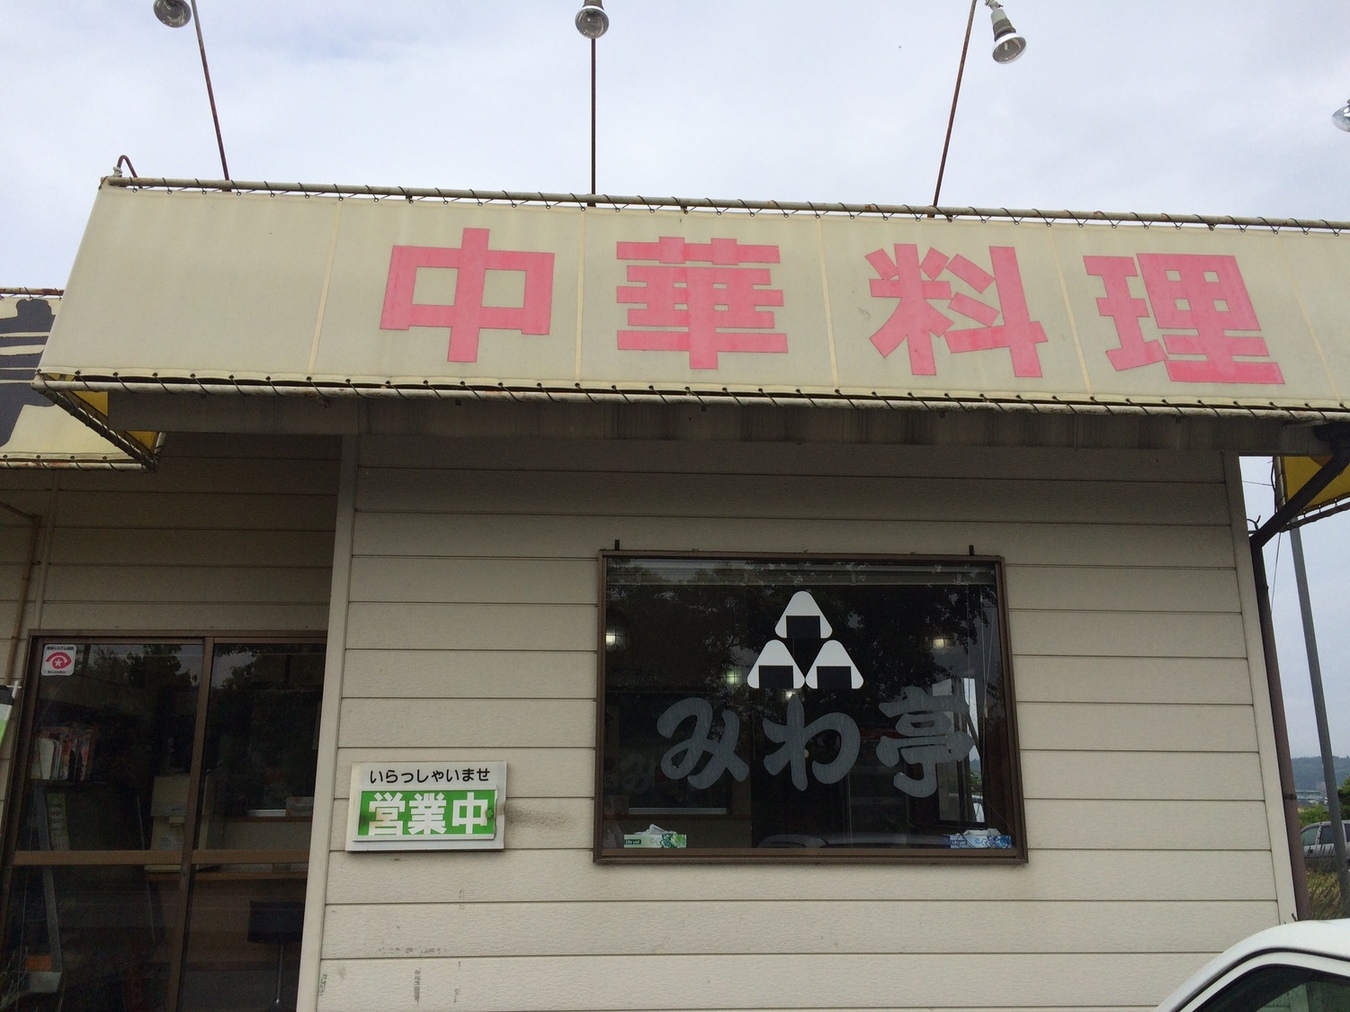 中華料理
みわ亭
いらっしゃいませ
営業中